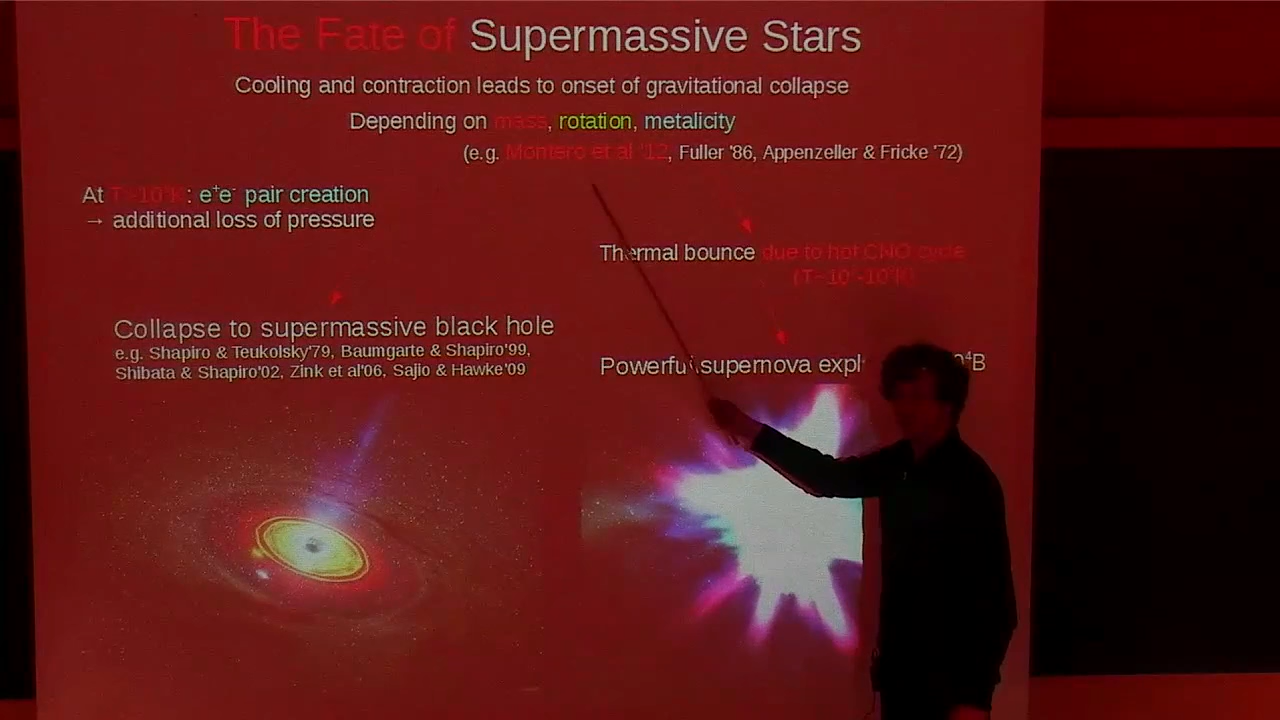 The Fate of Supermassive Stars
Cooling and contraction leads to onset of gravitational collapse
Depending on mass, rotation, metalicity
(e.g. Montero et al '12, Fuller '86, Appenzeller & Fricke '72)
At T~10⁹K : e⁺e⁻ pair creation
→ additional loss of pressure
Thermal bounce due to hot CNO cycle
Collapse to supermassive black hole
e.g. Shapiro & Teukolsky'79, Baumgarte & Shapiro'99,
Shibata & Shapiro'02, Zink et al'06, Sajio & Hawke'09
Powerful supernova